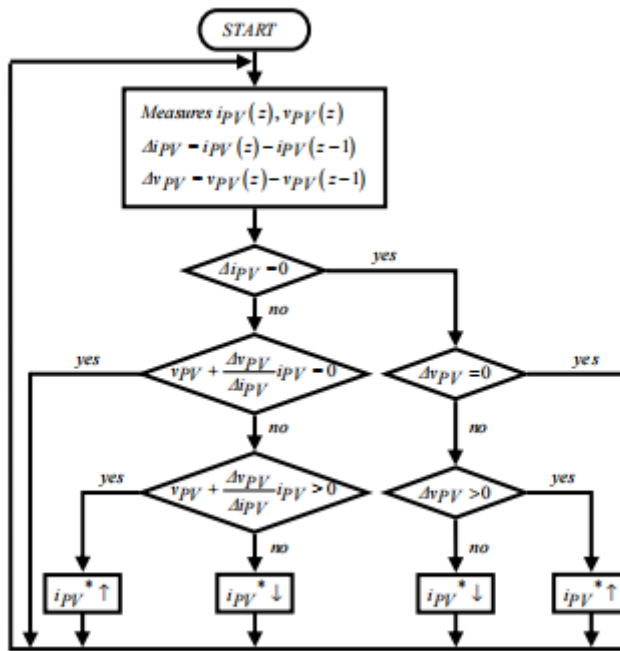 START
Measures i_PV(z), v_PV(z)
Δi_PV = i_PV(z) − i_PV(z−1)
Δv_PV = v_PV(z) − v_PV(z−1)
Δi_PV = 0
yes
no
yes
v_PV + Δv_PV/Δi_PV i_PV = 0
Δv_PV = 0
yes
no
no
yes
v_PV + Δv_PV/Δi_PV i_PV > 0
Δv_PV > 0
yes
no
no
i_PV* ↑
i_PV* ↓
i_PV* ↓
i_PV* ↑